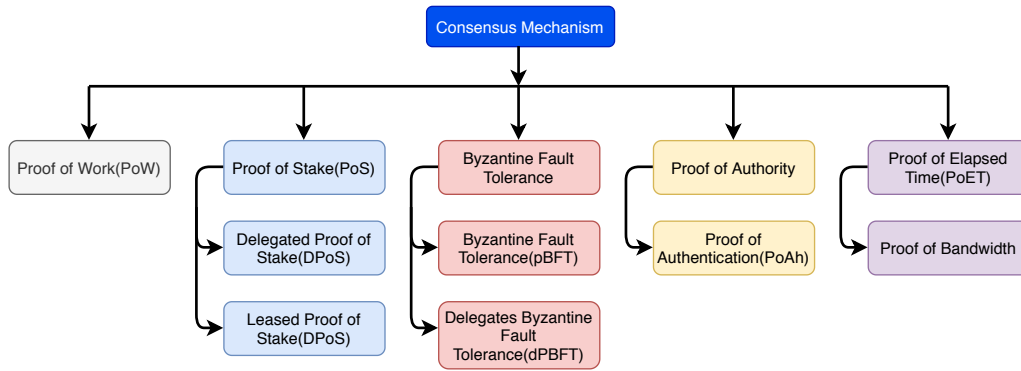 Consensus Mechanism
Proof of Work(PoW)
Proof of Stake(PoS)
Byzantine Fault
Tolerance
Proof of Authority
Proof of Elapsed
Time(PoET)
Delegated Proof of
Stake(DPoS)
Byzantine Fault
Tolerance(pBFT)
Proof of
Authentication(PoAh)
Proof of Bandwidth
Leased Proof of
Stake(DPoS)
Delegates Byzantine
Fault
Tolerance(dPBFT)